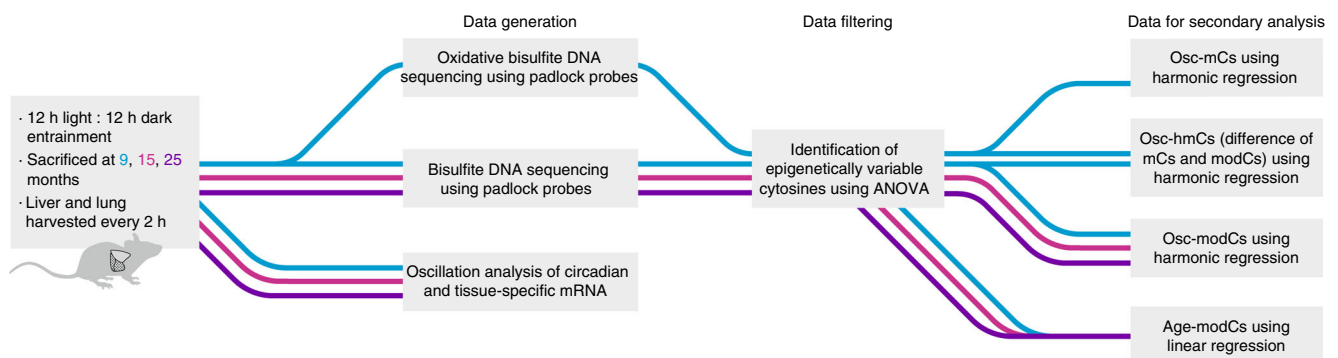 Data generation
Data filtering
Data for secondary analysis
· 12 h light : 12 h dark
entrainment
· Sacrificed at 9, 15, 25
months
· Liver and lung
harvested every 2 h
Oxidative bisulfite DNA
sequencing using padlock probes
Bisulfite DNA sequencing
using padlock probes
Oscillation analysis of circadian
and tissue-specific mRNA
Identification of
epigenetically variable
cytosines using ANOVA
Osc-mCs using
harmonic regression
Osc-hmCs (difference of
mCs and modCs) using
harmonic regression
Osc-modCs using
harmonic regression
Age-modCs using
linear regression